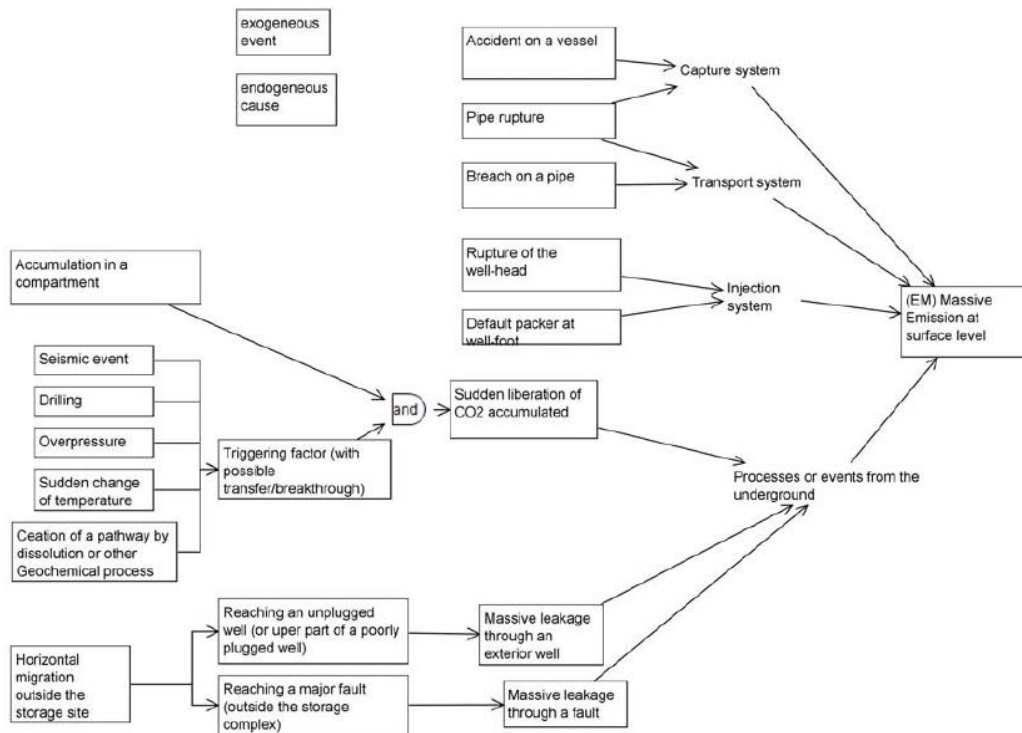 exogeneous
event
endogeneous
cause
Accident on a vessel
Capture system
Pipe rupture
Breach on a pipe
Transport system
Rupture of the
well-head
Injection
system
Default packer at
well-foot
(EM) Massive
Emission at
surface level
Accumulation in a
compartment
Seismic event
Drilling
Overpressure
Sudden change
of temperature
Ceation of a pathway by
dissolution or other
Geochemical process
Triggering factor (with
possible
transfer/breakthrough)
and
Sudden liberation of
CO2 accumulated
Processes or events from the
underground
Horizontal
migration
outside the
storage site
Reaching an unplugged
well (or uper part of a poorly
plugged well)
Massive leakage
through an
exterior well
Reaching a major fault
(outside the storage
complex)
Massive leakage
through a fault